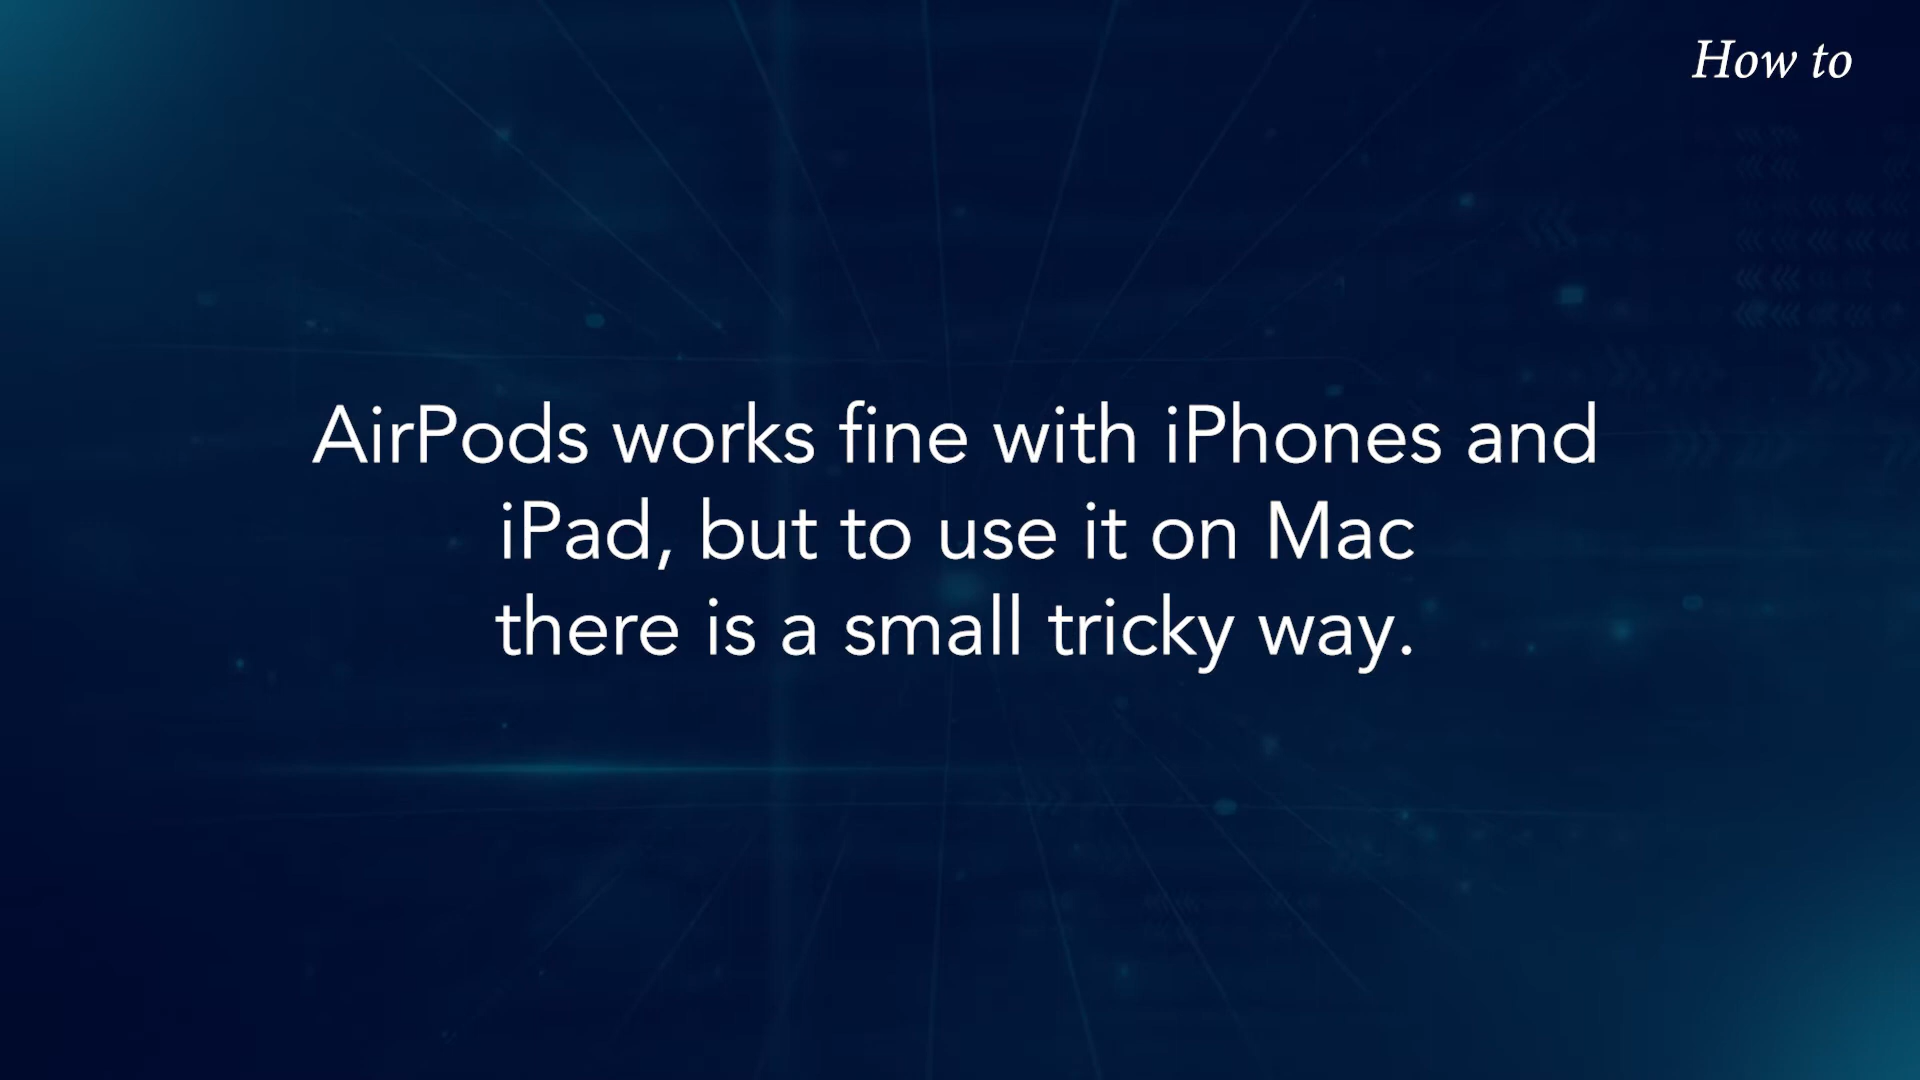 How to
AirPods works fine with iPhones and
iPad, but to use it on Mac
there is a small tricky way.